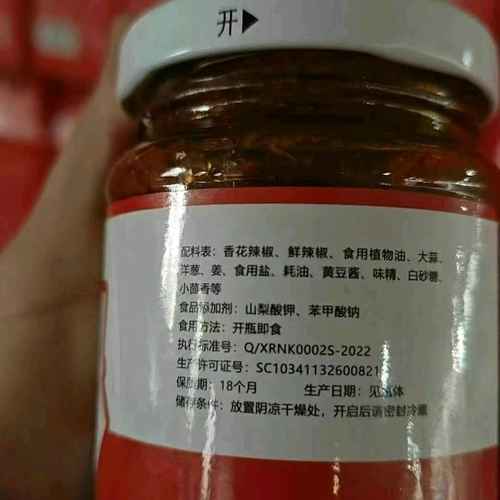 开▶
配料表：香花辣椒、鲜辣椒、食用植物油、大蒜、
洋葱、姜、食用盐、耗油、黄豆酱、味精、白砂糖、
小茴香等
食品添加剂：山梨酸钾、苯甲酸钠
食用方法：开瓶即食
执行标准号：Q/XRNK0002S-2022
生产许可证号：SC10341132600821
保质期：18个月 生产日期：见瓶体
储存条件：放置阴凉干燥处，开启后请密封冷藏